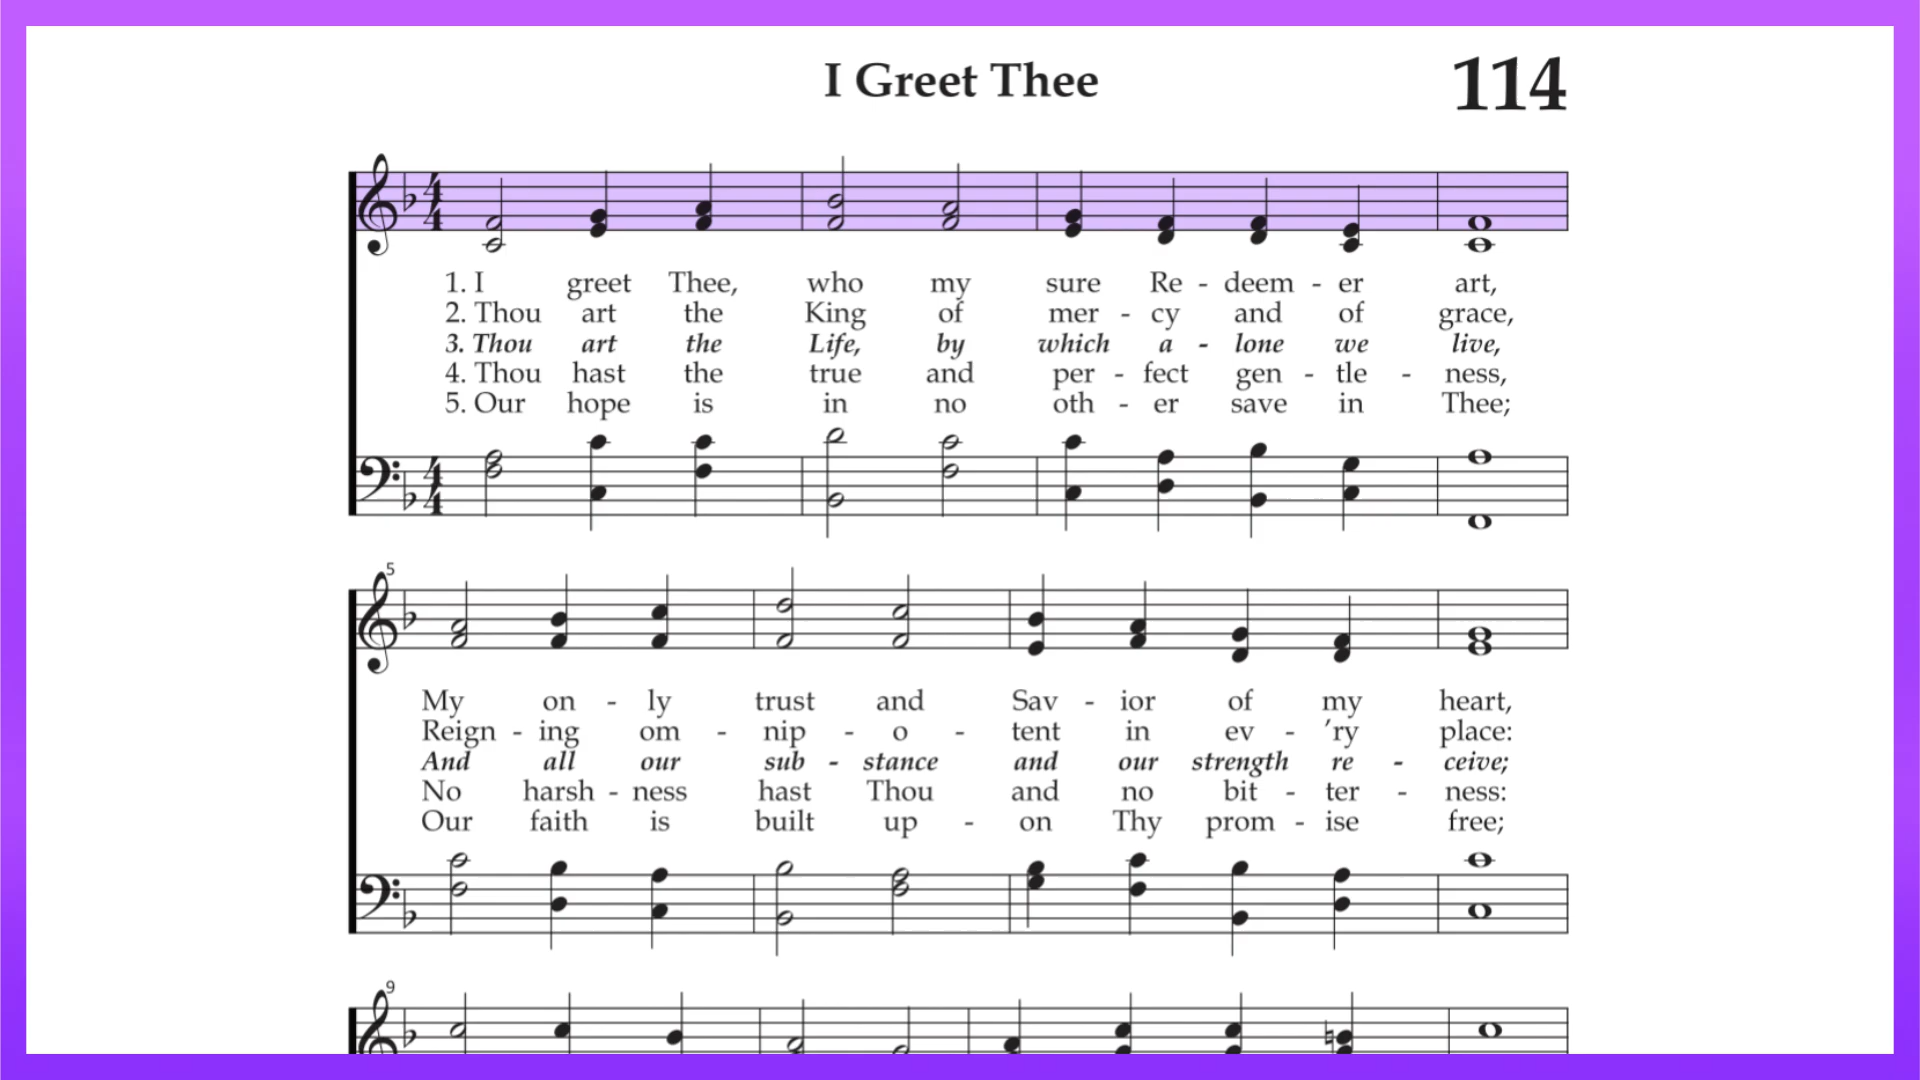 I Greet Thee
114
4
4
1. I greet Thee, who my sure Re - deem - er art,
2. Thou art the King of mer - cy and of grace,
3. Thou art the Life, by which a - lone we live,
4. Thou hast the true and per - fect gen - tle - ness,
5. Our hope is in no oth - er save in Thee;
4
4
5
My on - ly trust and Sav - ior of my heart,
Reign - ing om - nip - o - tent in ev - ’ry place:
And all our sub - stance and our strength re - ceive;
No harsh - ness hast Thou and no bit - ter - ness:
Our faith is built up - on Thy prom - ise free;
9